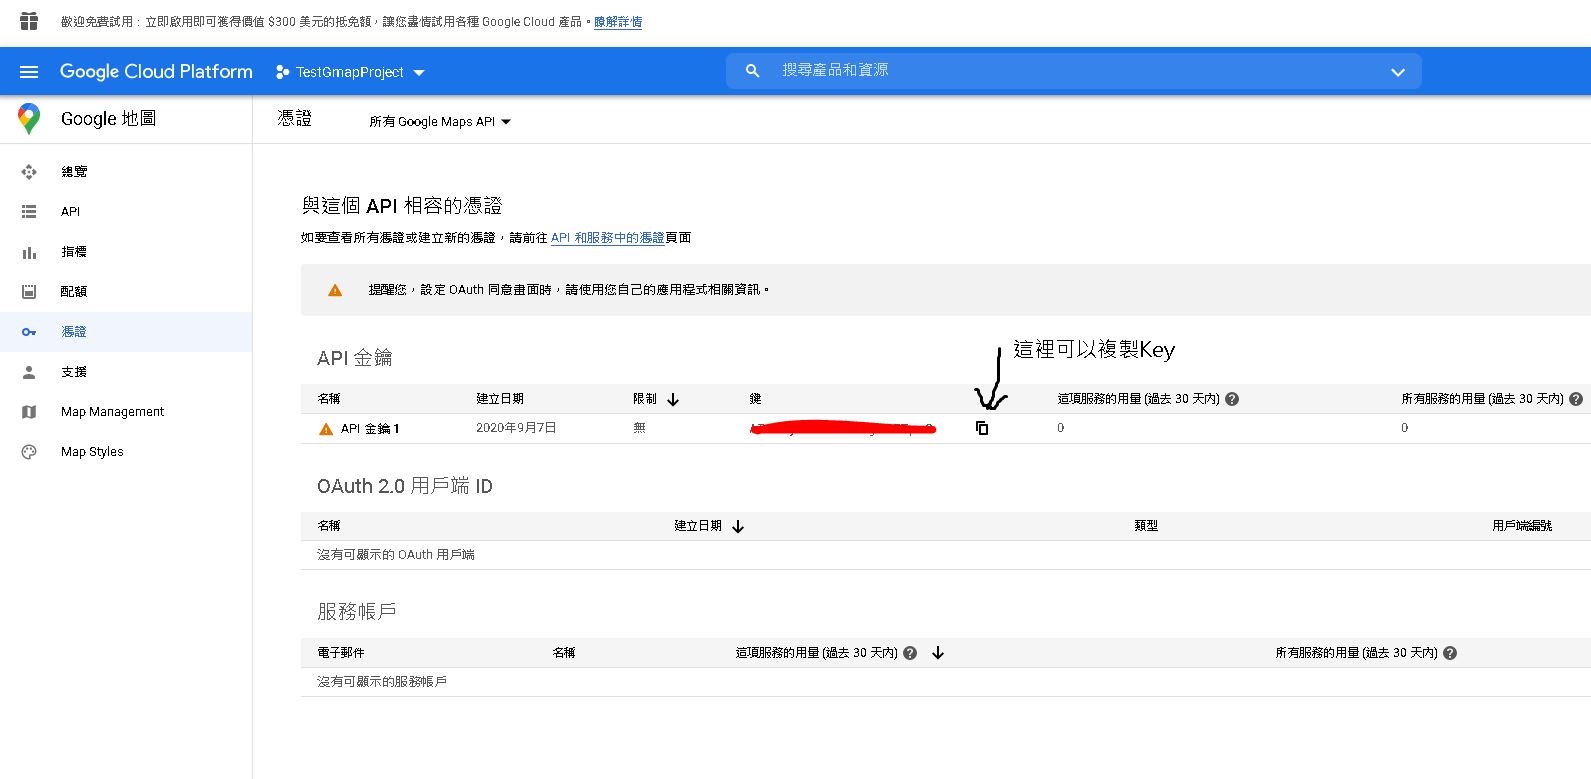 歡迎免費試用：立即啟用即可獲得價值 $300 美元的抵免額，讓您盡情試用各種 Google Cloud 產品。瞭解詳情
Google Cloud Platform TestGmapProject 搜尋產品和資源
Google 地圖 憑證 所有 Google Maps API
總覽
API
指標
配額
憑證
支援
Map Management
Map Styles
與這個 API 相容的憑證
如要查看所有憑證或建立新的憑證，請前往 API 和服務中的憑證頁面
提醒您，設定 OAuth 同意畫面時，請使用您自己的應用程式相關資訊。
這裡可以複製Key
API 金鑰
名稱 建立日期 限制 鍵 這項服務的用量 (過去 30 天內) 所有服務的用量 (過去 30 天內)
API 金鑰 1 2020年9月7日 無 0 0
OAuth 2.0 用戶端 ID
名稱 建立日期 類型 用戶端編號
沒有可顯示的 OAuth 用戶端
服務帳戶
電子郵件 名稱 這項服務的用量 (過去 30 天內) 所有服務的用量 (過去 30 天內)
沒有可顯示的服務帳戶